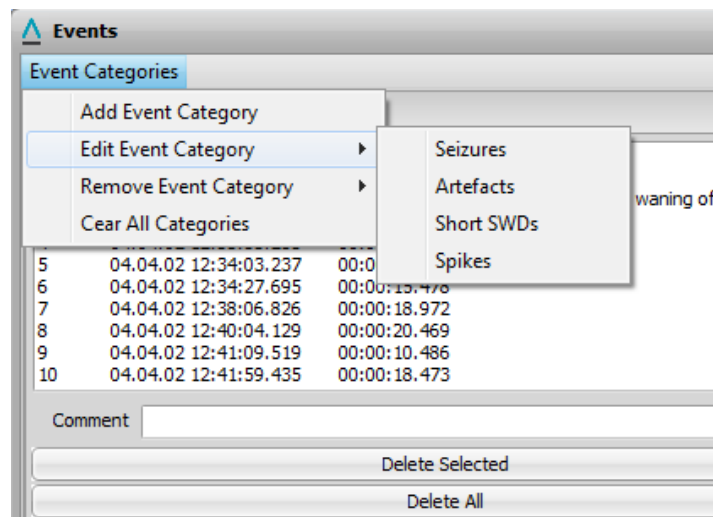 Events
Event Categories
Add Event Category
Edit Event Category
Seizures
Remove Event Category
Artefacts
waning of
Cear All Categories
Short SWDs
Spikes
5 04.04.02 12:34:03.237 00:0
6 04.04.02 12:34:27.695 00:00:15.478
7 04.04.02 12:38:06.826 00:00:18.972
8 04.04.02 12:40:04.129 00:00:20.469
9 04.04.02 12:41:09.519 00:00:10.486
10 04.04.02 12:41:59.435 00:00:18.473
Comment
Delete Selected
Delete All